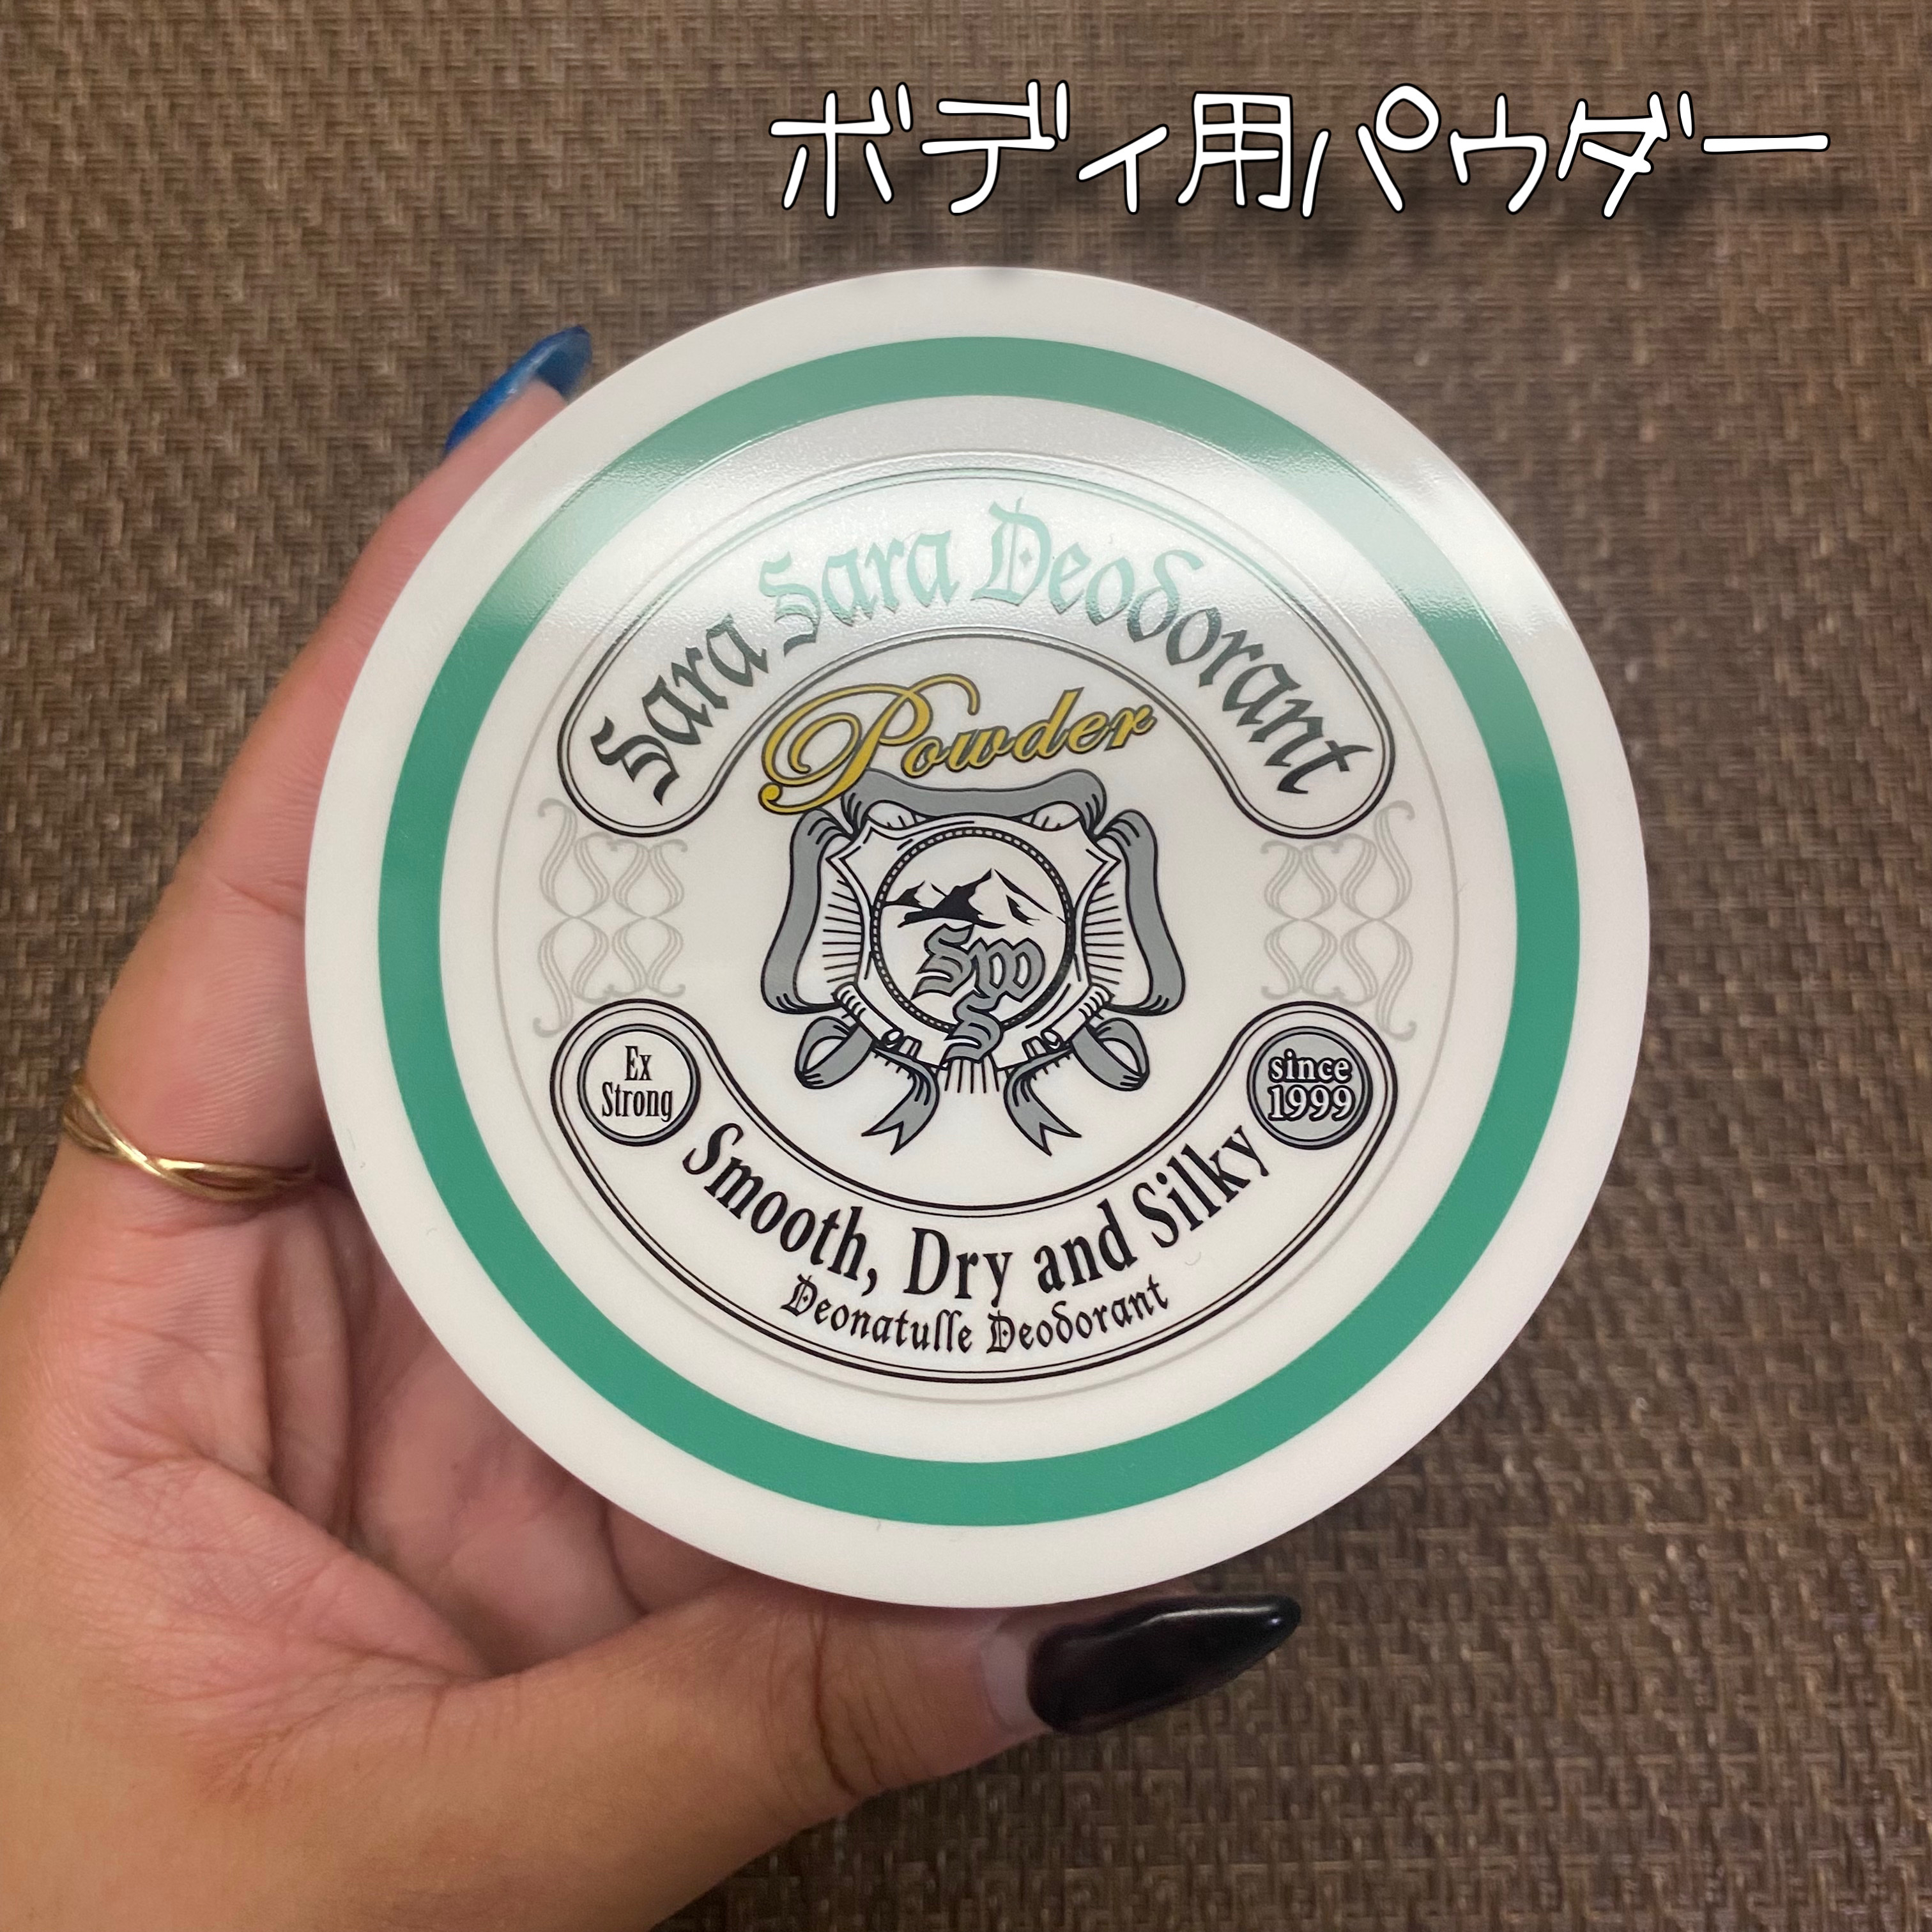 ボディ用パウダー
Sara Sara Deodorant
Powder
SWS
Ex
Strong
since
1999
Smooth, Dry and Silky
Deonatulle Deodorant